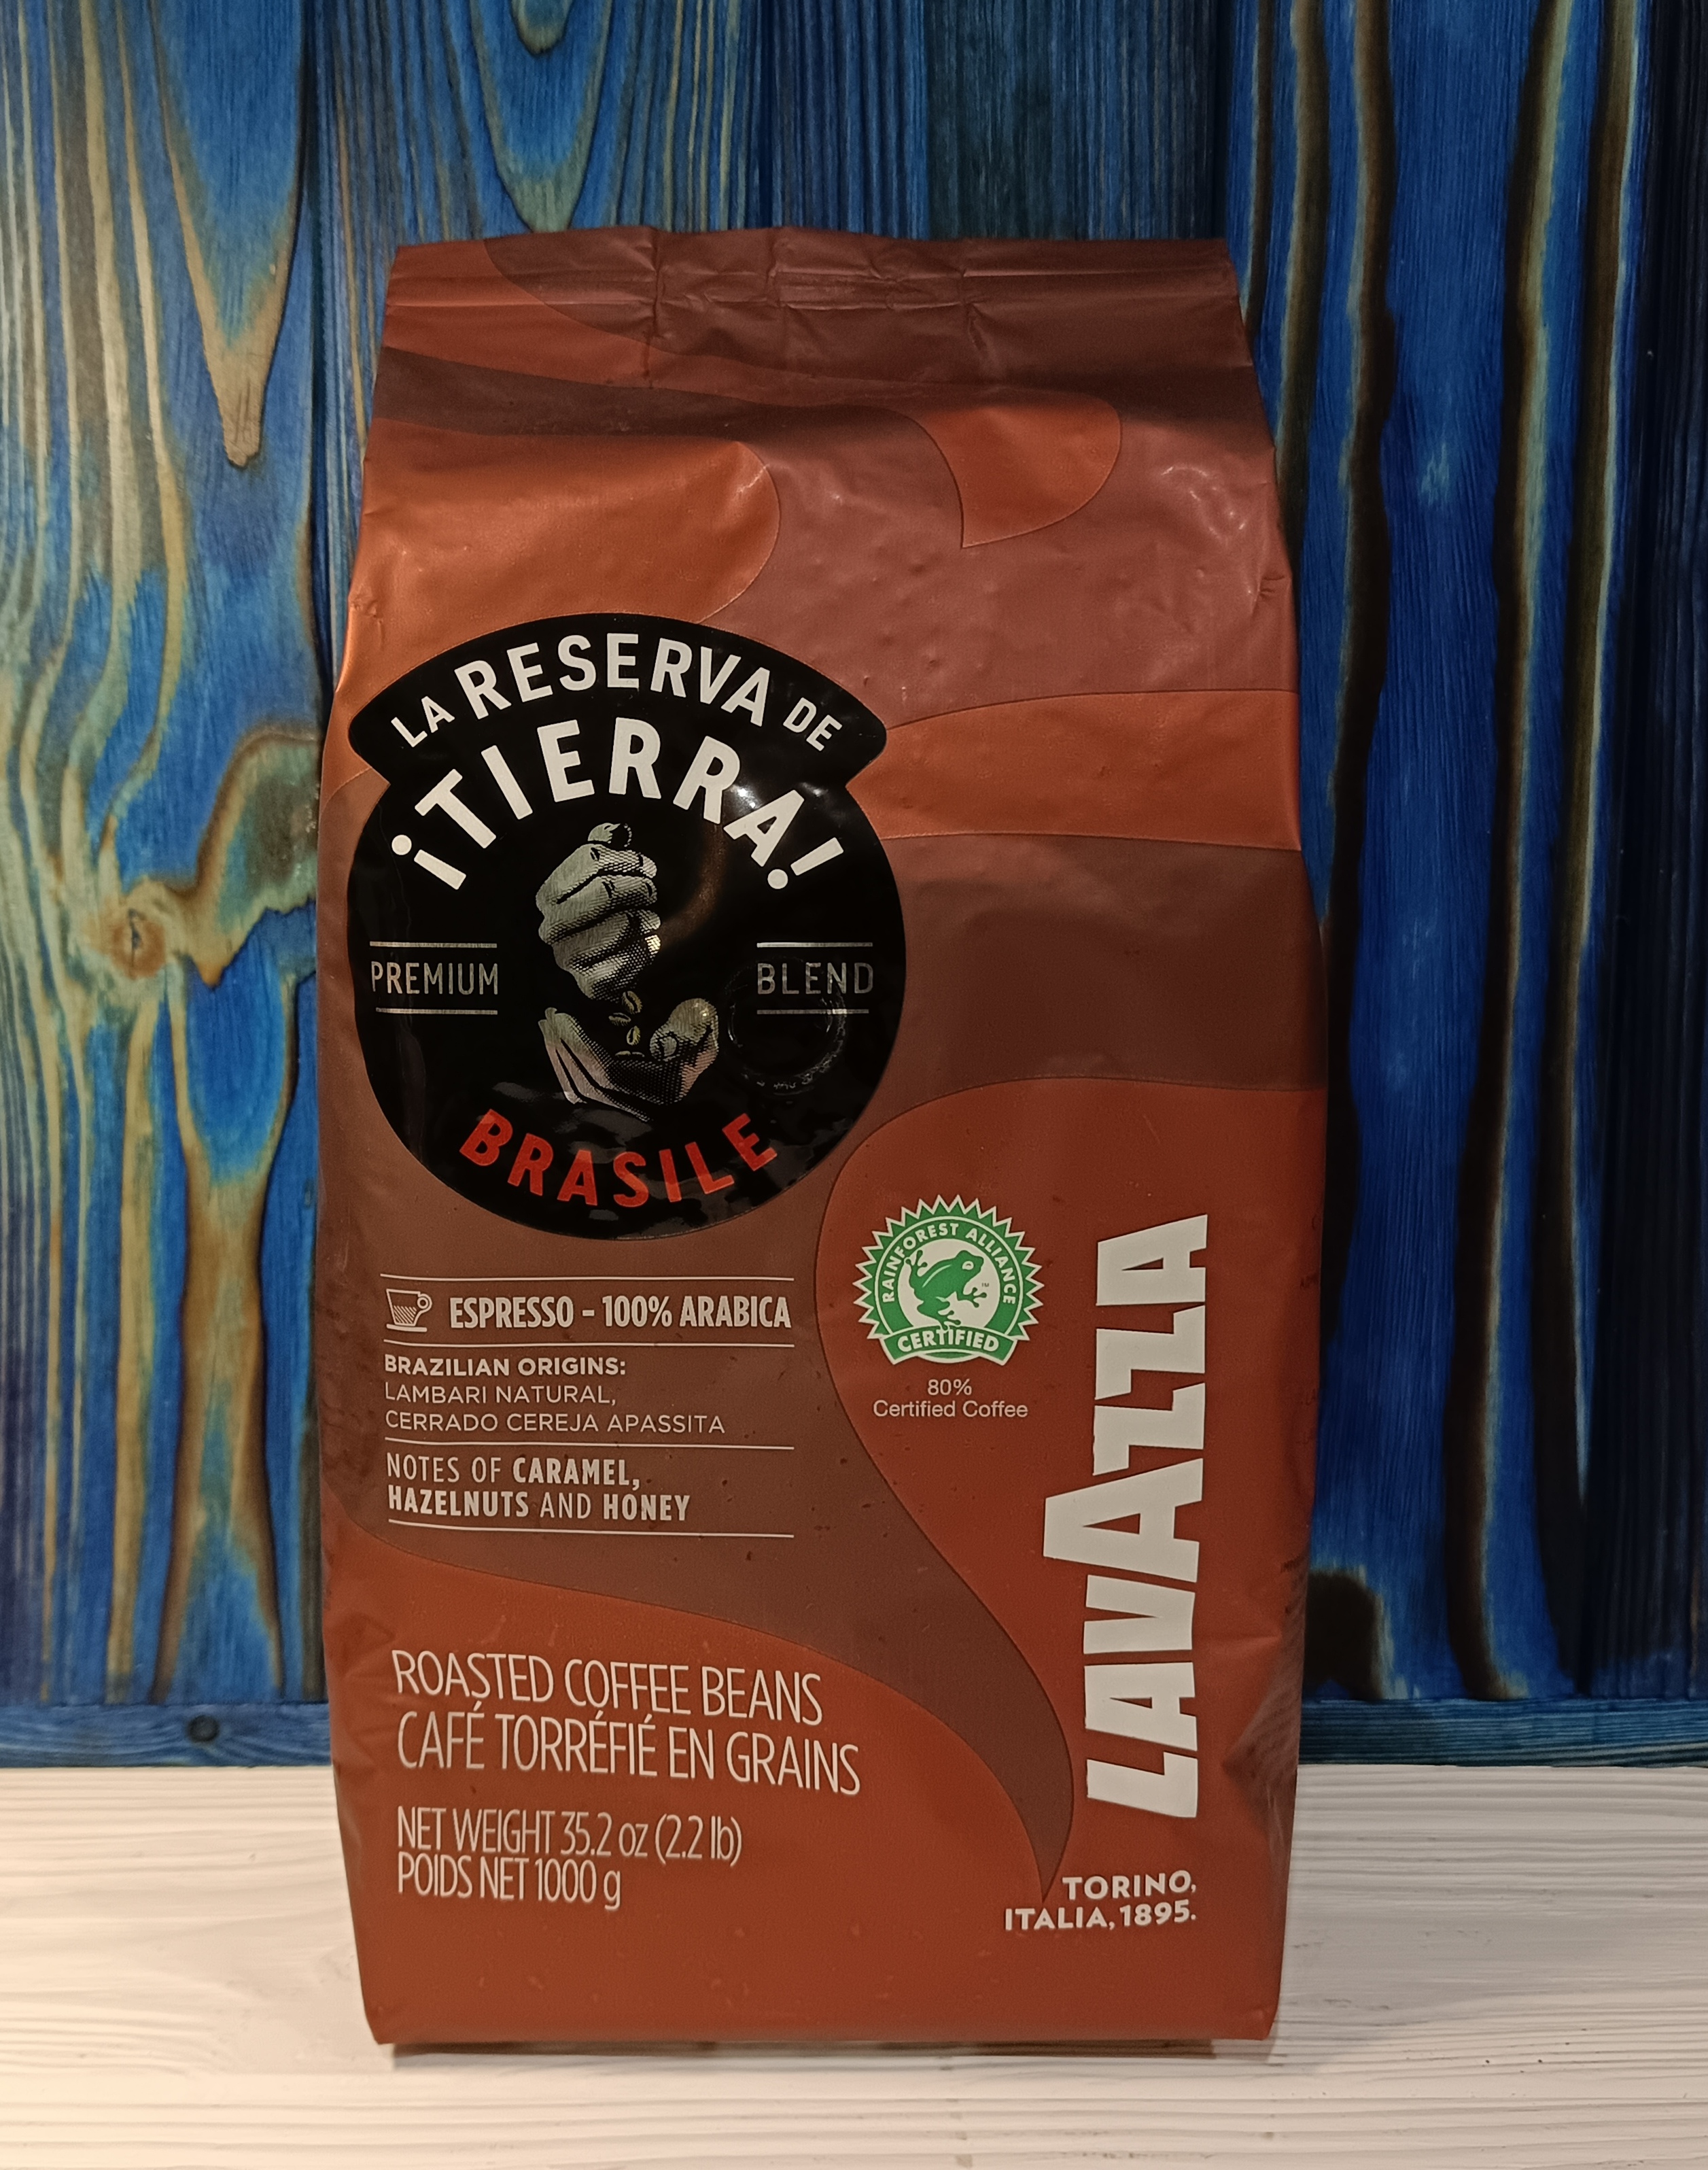 LA RESERVA DE
¡TIERRA!
PREMIUM
BLEND
BRASILE
ESPRESSO - 100% ARABICA
BRAZILIAN ORIGINS:
LAMBARI NATURAL,
CERRADO CEREJA APASSITA
NOTES OF CARAMEL,
HAZELNUTS AND HONEY
RAINFOREST ALLIANCE
TM
CERTIFIED
80%
Certified Coffee
LAVAZZA
TORINO,
ITALIA, 1895.
ROASTED COFFEE BEANS
CAFÉ TORRÉFIÉ EN GRAINS
NET WEIGHT 35.2 oz (2.2 lb)
POIDS NET 1000 g